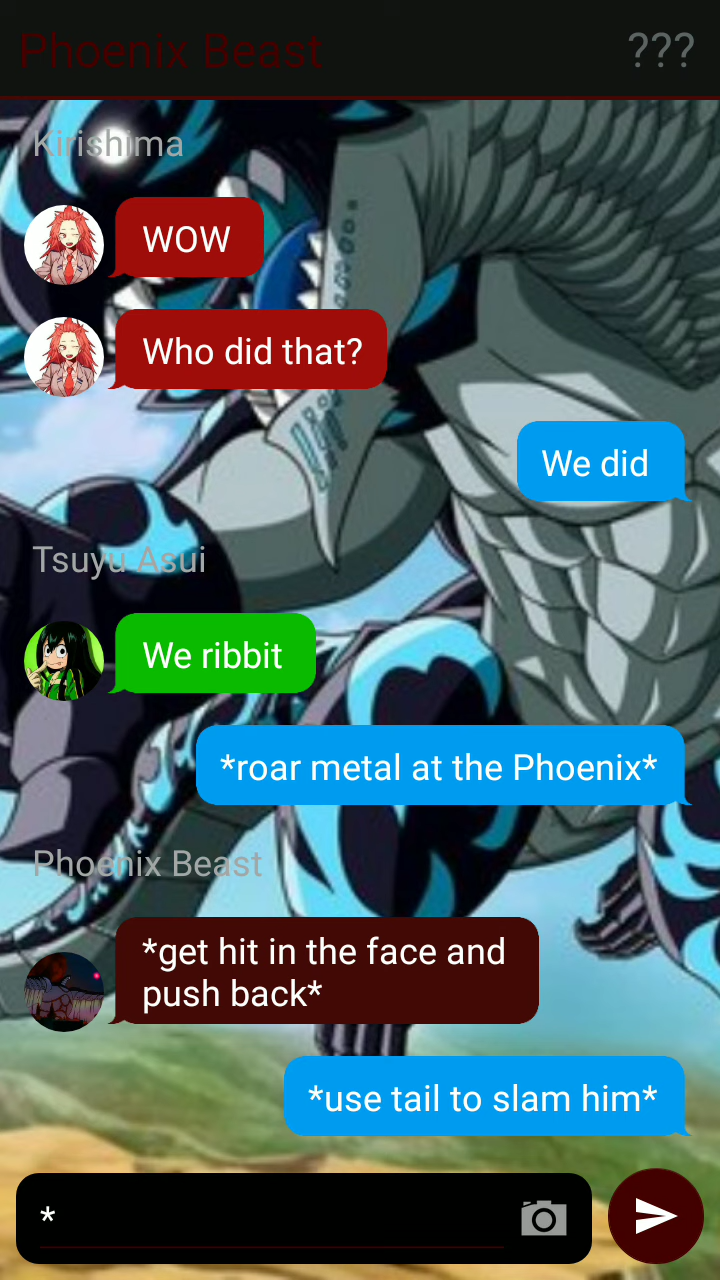 Phoenix Beast ???
Kirishima
WOW
Who did that?
We did
Tsuyu Asui
We ribbit
*roar metal at the Phoenix*
Phoenix Beast
*get hit in the face and
push back*
*use tail to slam him*
*